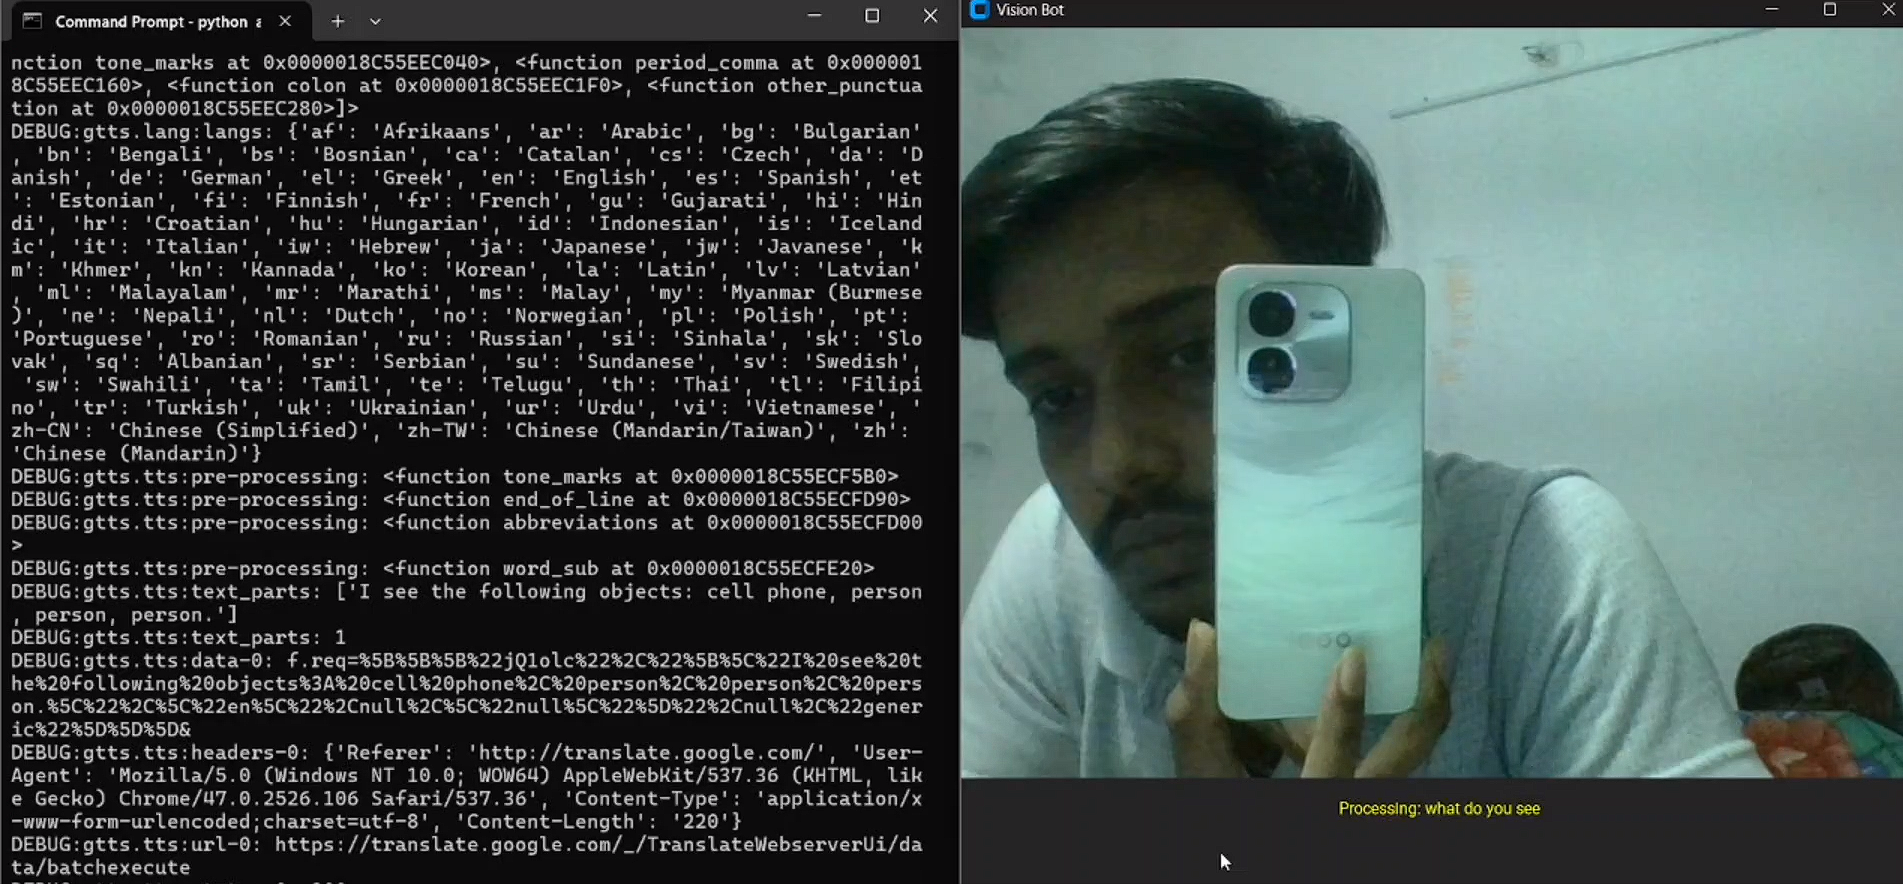 Command Prompt - python a
nction tone_marks at 0x0000018C55EEC040>, <function period_comma at 0x000001
8C55EEC160>, <function colon at 0x0000018C55EEC1F0>, <function other_punctua
tion at 0x0000018C55EEC280>]>
DEBUG:gtts.lang:langs: {'af': 'Afrikaans', 'ar': 'Arabic', 'bg': 'Bulgarian'
, 'bn': 'Bengali', 'bs': 'Bosnian', 'ca': 'Catalan', 'cs': 'Czech', 'da': 'D
anish', 'de': 'German', 'el': 'Greek', 'en': 'English', 'es': 'Spanish', 'et
': 'Estonian', 'fi': 'Finnish', 'fr': 'French', 'gu': 'Gujarati', 'hi': 'Hin
di', 'hr': 'Croatian', 'hu': 'Hungarian', 'id': 'Indonesian', 'is': 'Iceland
ic', 'it': 'Italian', 'iw': 'Hebrew', 'ja': 'Japanese', 'jw': 'Javanese', 'k
m': 'Khmer', 'kn': 'Kannada', 'ko': 'Korean', 'la': 'Latin', 'lv': 'Latvian'
, 'ml': 'Malayalam', 'mr': 'Marathi', 'ms': 'Malay', 'my': 'Myanmar (Burmese
)', 'ne': 'Nepali', 'nl': 'Dutch', 'no': 'Norwegian', 'pl': 'Polish', 'pt':
'Portuguese', 'ro': 'Romanian', 'ru': 'Russian', 'si': 'Sinhala', 'sk': 'Slo
vak', 'sq': 'Albanian', 'sr': 'Serbian', 'su': 'Sundanese', 'sv': 'Swedish',
'sw': 'Swahili', 'ta': 'Tamil', 'te': 'Telugu', 'th': 'Thai', 'tl': 'Filipi
no', 'tr': 'Turkish', 'uk': 'Ukrainian', 'ur': 'Urdu', 'vi': 'Vietnamese', '
zh-CN': 'Chinese (Simplified)', 'zh-TW': 'Chinese (Mandarin/Taiwan)', 'zh':
'Chinese (Mandarin)'}
DEBUG:gtts.tts:pre-processing: <function tone_marks at 0x0000018C55ECF5B0>
DEBUG:gtts.tts:pre-processing: <function end_of_line at 0x0000018C55ECFD90>
DEBUG:gtts.tts:pre-processing: <function abbreviations at 0x0000018C55ECFD00
>
DEBUG:gtts.tts:pre-processing: <function word_sub at 0x0000018C55ECFE20>
DEBUG:gtts.tts:text_parts: ['I see the following objects: cell phone, person
, person, person.']
DEBUG:gtts.tts:text_parts: 1
DEBUG:gtts.tts:data-0: f.req=%5B%5B%5B%22jQ1olc%22%2C%22%5B%5C%22I%20see%20t
he%20following%20objects%3A%20cell%20phone%2C%20person%2C%20person%2C%20pers
on.%5C%22%2C%5C%22en%5C%22%2Cnull%2C%5C%22null%5C%22%5D%22%2Cnull%2C%22gener
ic%22%5D%5D%5D&
DEBUG:gtts.tts:headers-0: {'Referer': 'http://translate.google.com/', 'User-
Agent': 'Mozilla/5.0 (Windows NT 10.0; WOW64) AppleWebKit/537.36 (KHTML, lik
e Gecko) Chrome/47.0.2526.106 Safari/537.36', 'Content-Type': 'application/x
-www-form-urlencoded;charset=utf-8', 'Content-Length': '220'}
DEBUG:gtts.tts:url-0: https://translate.google.com/_/TranslateWebserverUi/da
ta/batchexecute
Vision Bot
Processing: what do you see